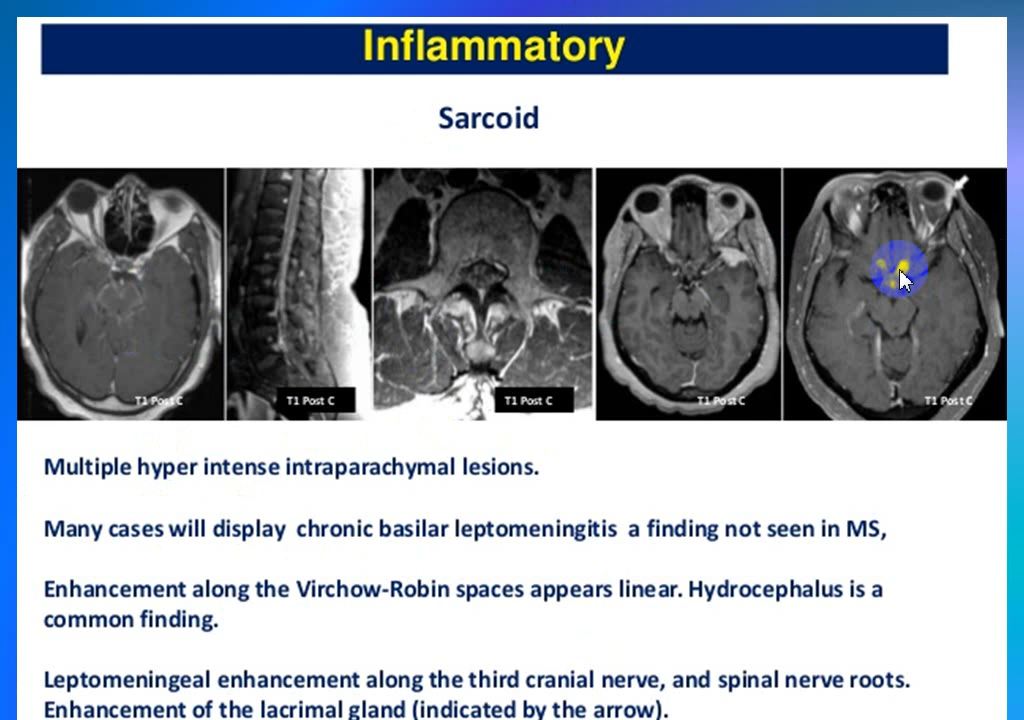 Inflammatory
Sarcoid
T1 Post C
T1 Post C
T1 Post C
T1 Post C
T1 Post C
Multiple hyper intense intraparachymal lesions.
Many cases will display chronic basilar leptomeningitis a finding not seen in MS,
Enhancement along the Virchow-Robin spaces appears linear. Hydrocephalus is a
common finding.
Leptomeningeal enhancement along the third cranial nerve, and spinal nerve roots.
Enhancement of the lacrimal gland (indicated by the arrow).